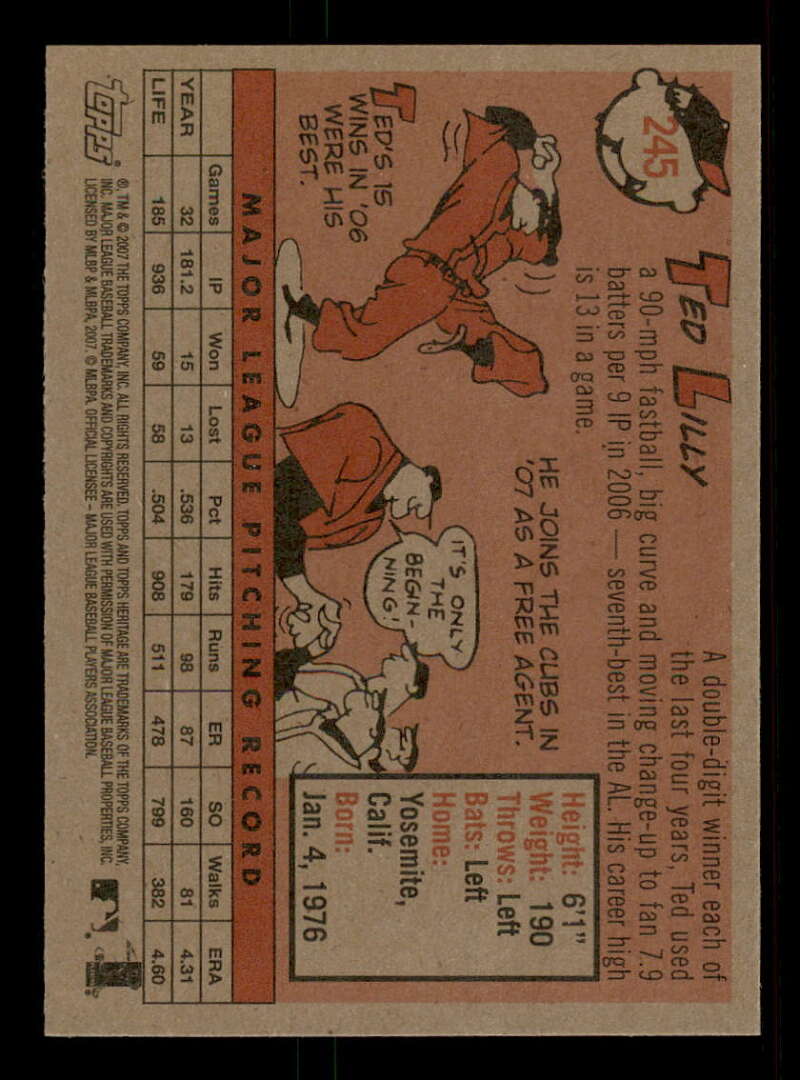 245
TED LILLY
A double-digit winner each of
the last four years, Ted used
a 90-mph fastball, big curve and moving change-up to fan 7.9
batters per 9 IP in 2006 — seventh-best in the AL. His career high
is 13 in a game.
TED'S 15
WINS IN '06
WERE HIS
BEST.
HE JOINS THE CUBS IN
'07 AS A FREE AGENT.
IT'S ONLY
THE
BEGIN-
NING!
Height: 6'1"
Weight: 190
Throws: Left
Bats: Left
Home:
Yosemite,
Calif.
Born:
Jan. 4, 1976
MAJOR LEAGUE PITCHING RECORD
Games IP Won Lost Pct Hits Runs ER SO Walks ERA
YEAR 32 181.2 15 13 .536 179 98 87 160 81 4.31
LIFE 185 936 59 58 .504 908 511 478 799 382 4.60
TOPPS
®, TM & © 2007 THE TOPPS COMPANY, INC. ALL RIGHTS RESERVED. TOPPS AND TOPPS HERITAGE ARE TRADEMARKS OF THE TOPPS COMPANY,
INC. MAJOR LEAGUE BASEBALL TRADEMARKS AND COPYRIGHTS ARE USED WITH PERMISSION OF MAJOR LEAGUE BASEBALL PROPERTIES, INC.
LICENSED BY MLBP & MLBPA, 2007. © MLBPA. OFFICIAL LICENSEE – MAJOR LEAGUE BASEBALL PLAYERS ASSOCIATION.